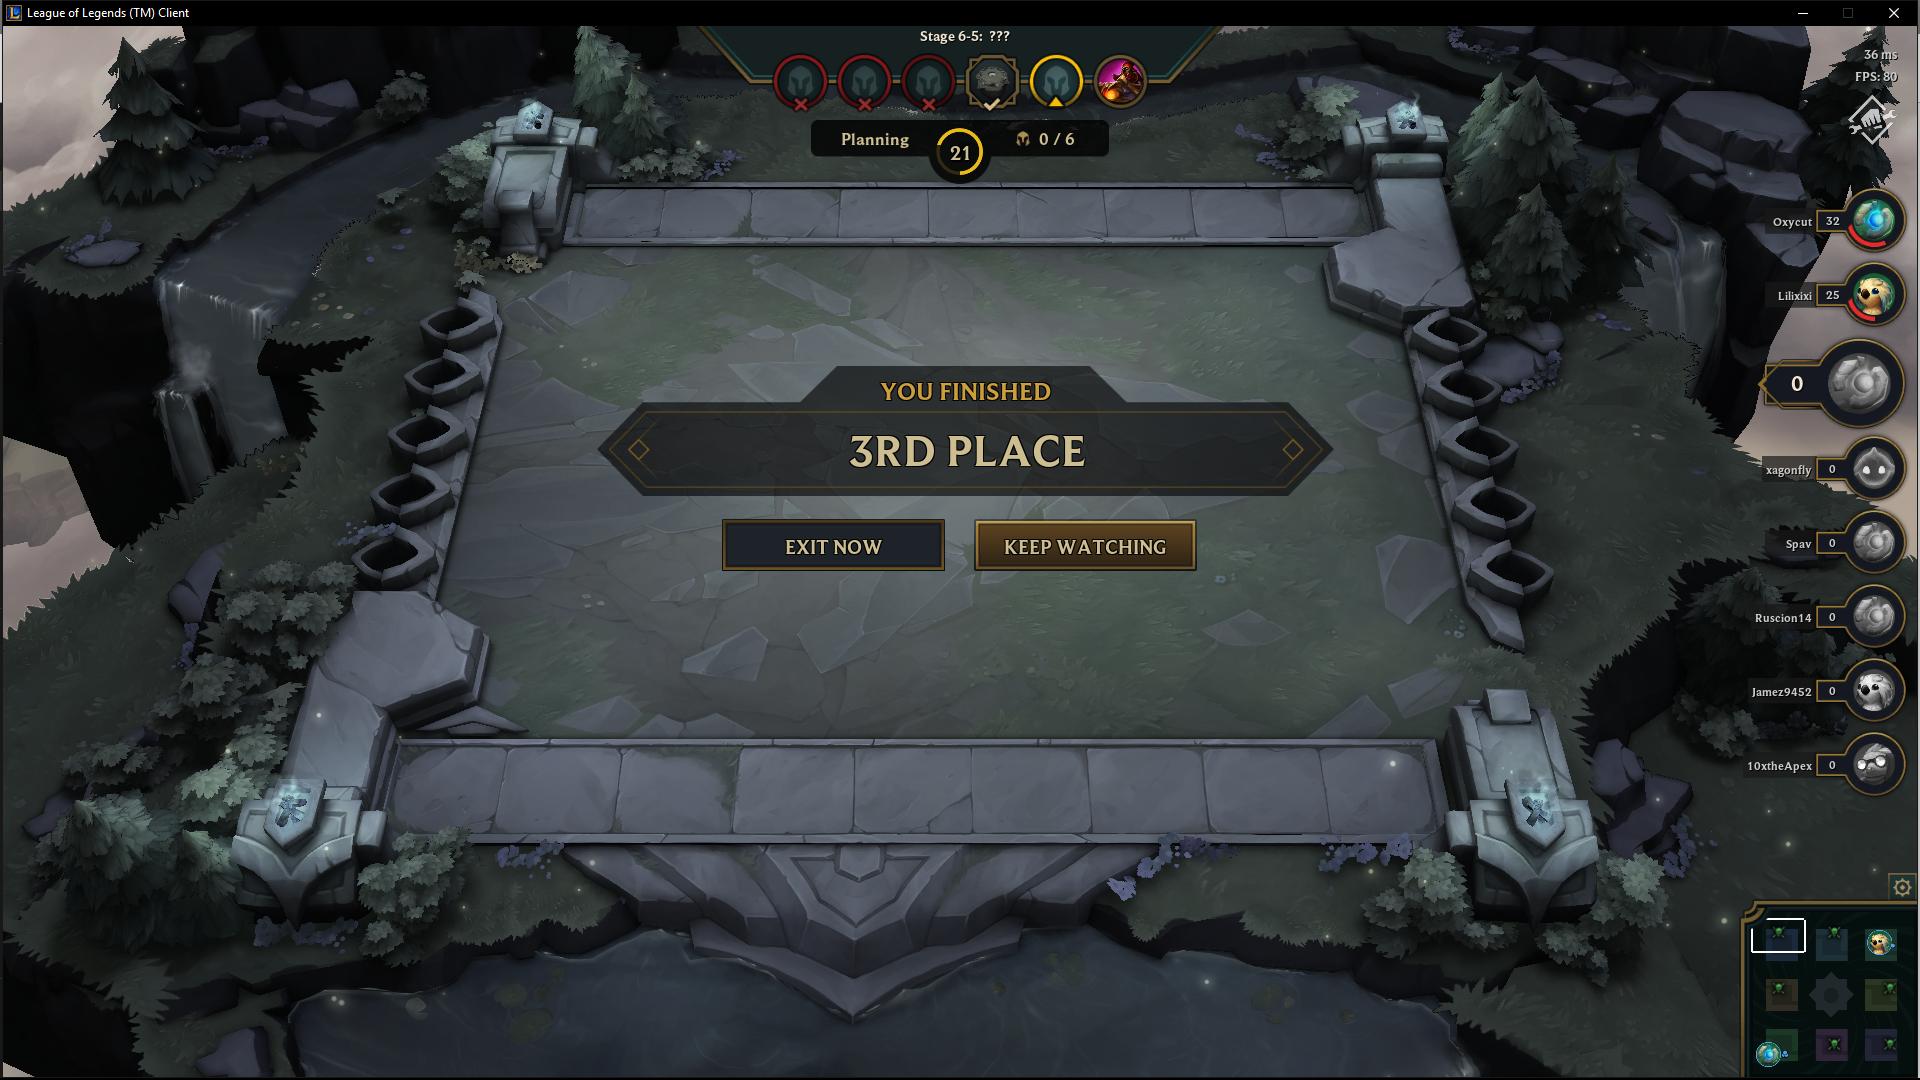 League of Legends (TM) Client
Stage 6-5: ???
36 ms
FPS: 80
Planning
21
0 / 6
Oxycut 32
Lilixixi 25
YOU FINISHED
0
3RD PLACE
xagonfly 0
EXIT NOW
KEEP WATCHING
Spav 0
Ruscion14 0
Jamez9452 0
10xtheApex 0